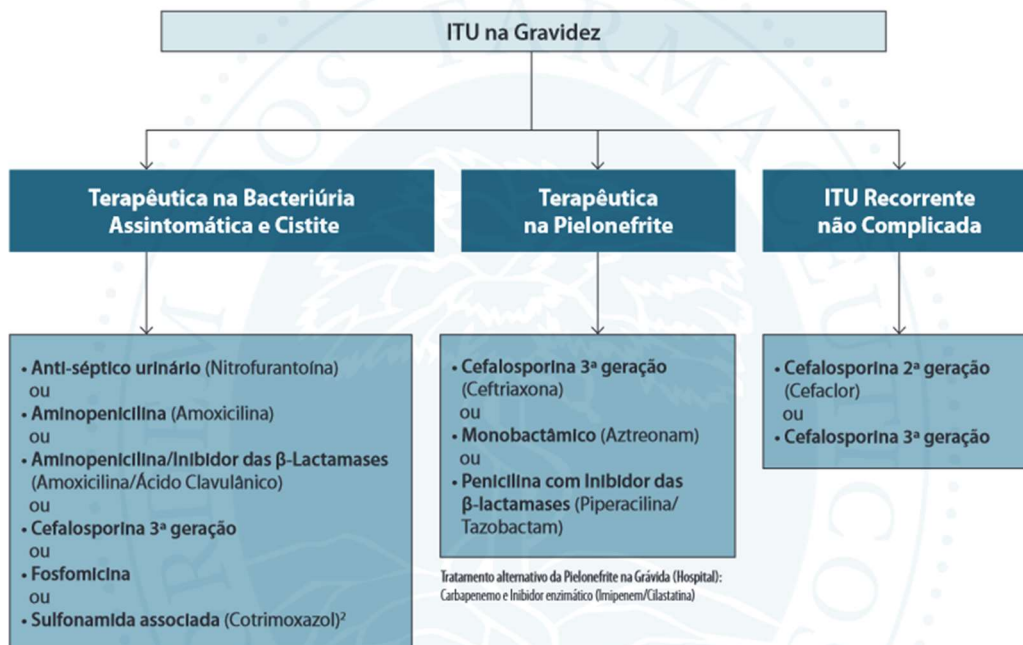 ITU na Gravidez
Terapêutica na Bacteriúria
Assintomática e Cistite
• Anti-séptico urinário (Nitrofurantoína)
ou
• Aminopenicilina (Amoxicilina)
ou
• Aminopenicilina/Inibidor das β-Lactamases
(Amoxicilina/Ácido Clavulânico)
ou
• Cefalosporina 3ª geração
ou
• Fosfomicina
ou
• Sulfonamida associada (Cotrimoxazol)²
Terapêutica
na Pielonefrite
• Cefalosporina 3ª geração
(Ceftriaxona)
ou
• Monobactâmico (Aztreonam)
ou
• Penicilina com Inibidor das
β-lactamases (Piperacilina/
Tazobactam)
Tratamento alternativo da Pielonefrite na Grávida (Hospital):
Carbapenemo e Inibidor enzimático (Imipenem/Cilastatina)
ITU Recorrente
não Complicada
• Cefalosporina 2ª geração
(Cefaclor)
ou
• Cefalosporina 3ª geração